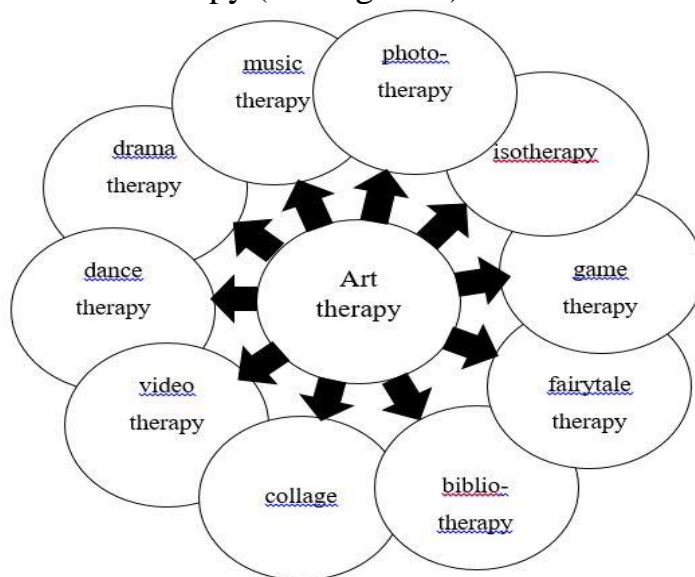 Art
therapy
photo-
therapy
isotherapy
game
therapy
fairytale
therapy
biblio-
therapy
collage
video
therapy
dance
therapy
drama
therapy
music
therapy